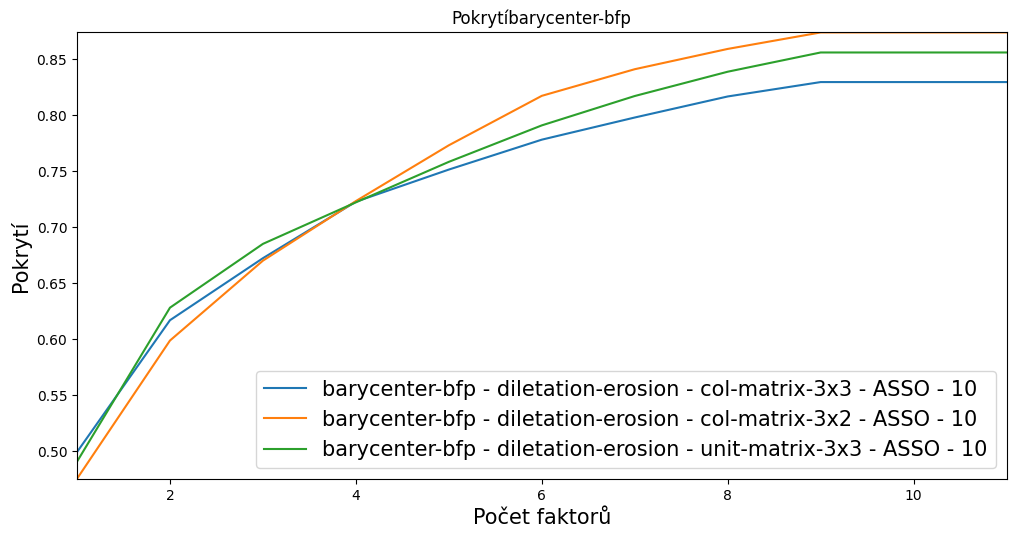 Pokrytíbarycenter-bfp
Pokrytí
0.85
0.80
0.75
0.70
0.65
0.60
0.55
0.50
barycenter-bfp - diletation-erosion - col-matrix-3x3 - ASSO - 10
barycenter-bfp - diletation-erosion - col-matrix-3x2 - ASSO - 10
barycenter-bfp - diletation-erosion - unit-matrix-3x3 - ASSO - 10
2 4 6 8 10
Počet faktorů